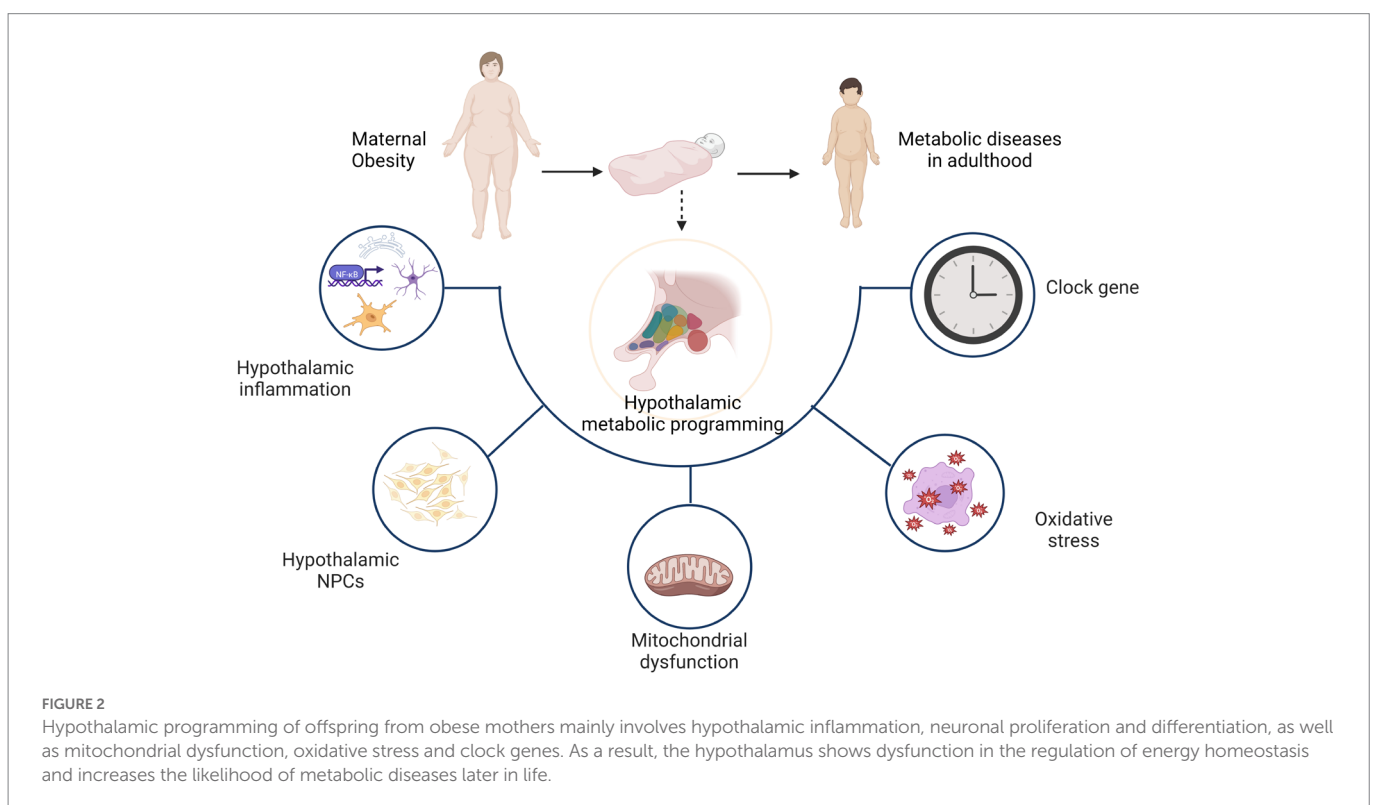 Maternal
Obesity
Metabolic diseases
in adulthood
NF-κB
Clock gene
Hypothalamic
inflammation
Hypothalamic
metabolic programming
Oxidative
stress
Hypothalamic
NPCs
Mitochondrial
dysfunction
FIGURE 2
Hypothalamic programming of offspring from obese mothers mainly involves hypothalamic inflammation, neuronal proliferation and differentiation, as well
as mitochondrial dysfunction, oxidative stress and clock genes. As a result, the hypothalamus shows dysfunction in the regulation of energy homeostasis
and increases the likelihood of metabolic diseases later in life.